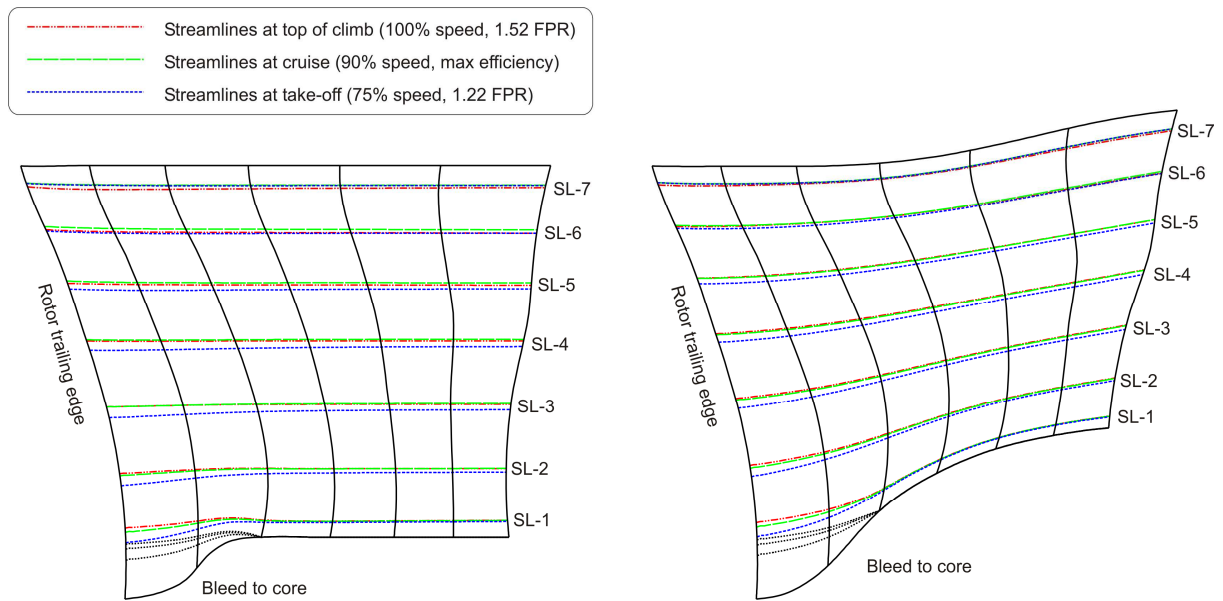 Streamlines at top of climb (100% speed, 1.52 FPR)
Streamlines at cruise (90% speed, max efficiency)
Streamlines at take-off (75% speed, 1.22 FPR)
SL-7
SL-6
SL-5
SL-4
SL-3
SL-2
SL-1
Rotor trailing edge
Bleed to core
SL-7
SL-6
SL-5
SL-4
SL-3
SL-2
SL-1
Rotor trailing edge
Bleed to core